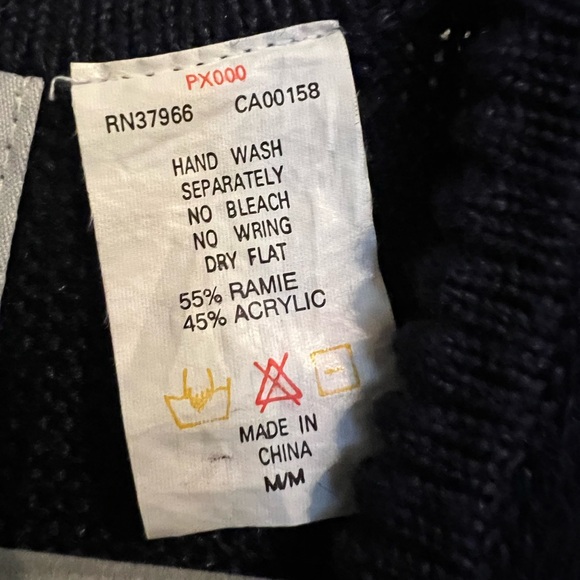 PX000
RN37966 CA00158
HAND WASH
SEPARATELY
NO BLEACH
NO WRING
DRY FLAT
55% RAMIE
45% ACRYLIC
MADE IN
CHINA
M/M